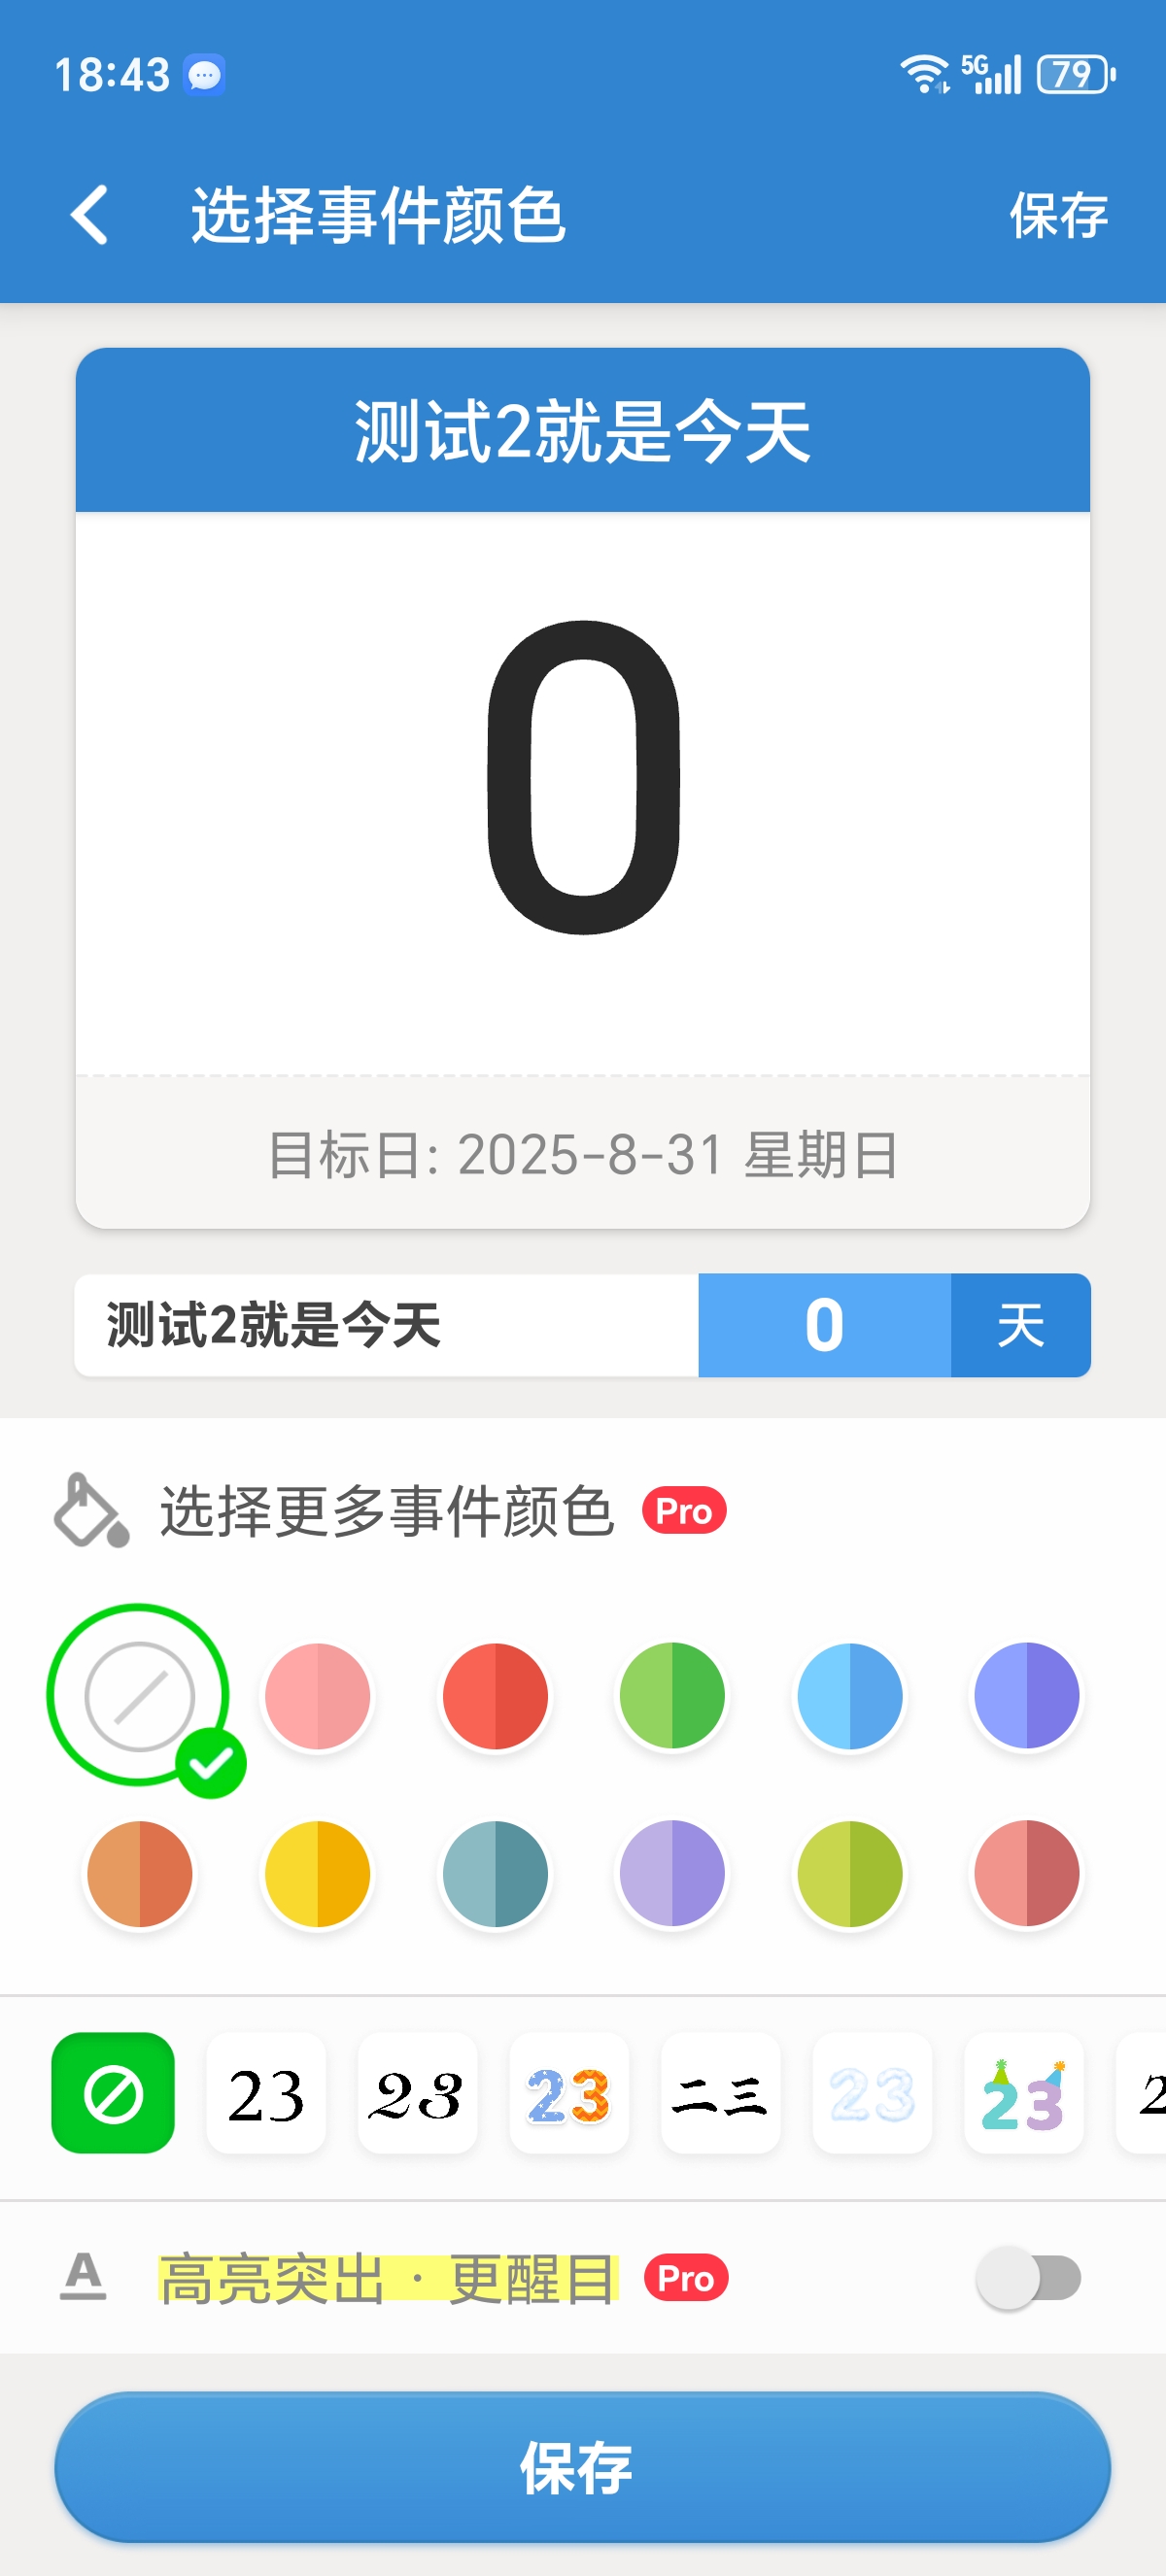 18:43 5G 79
选择事件颜色 保存
测试2就是今天
0
目标日: 2025-8-31 星期日
测试2就是今天 0 天
选择更多事件颜色 Pro
23 23 23 二三 23 23 2
高亮突出 · 更醒目 Pro
保存